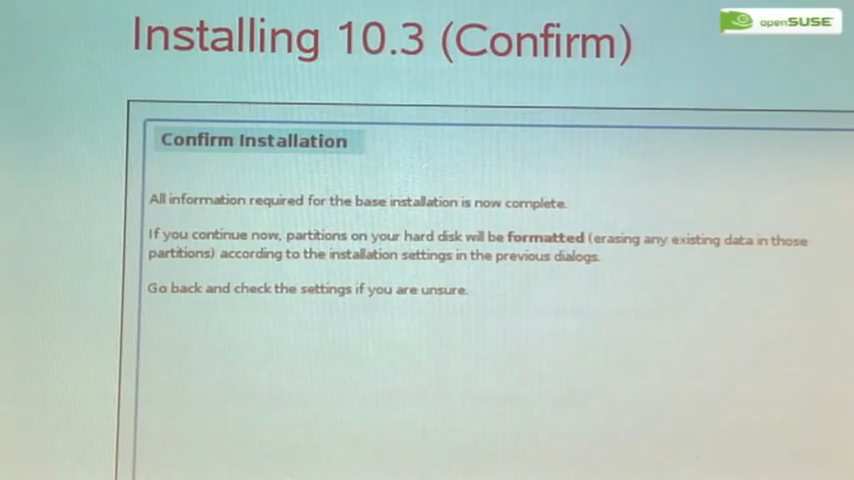 Installing 10.3 (Confirm)
openSUSE
Confirm Installation
All information required for the base installation is now complete.
If you continue now, partitions on your hard disk will be formatted (erasing any existing data in those
partitions) according to the installation settings in the previous dialogs.
Go back and check the settings if you are unsure.